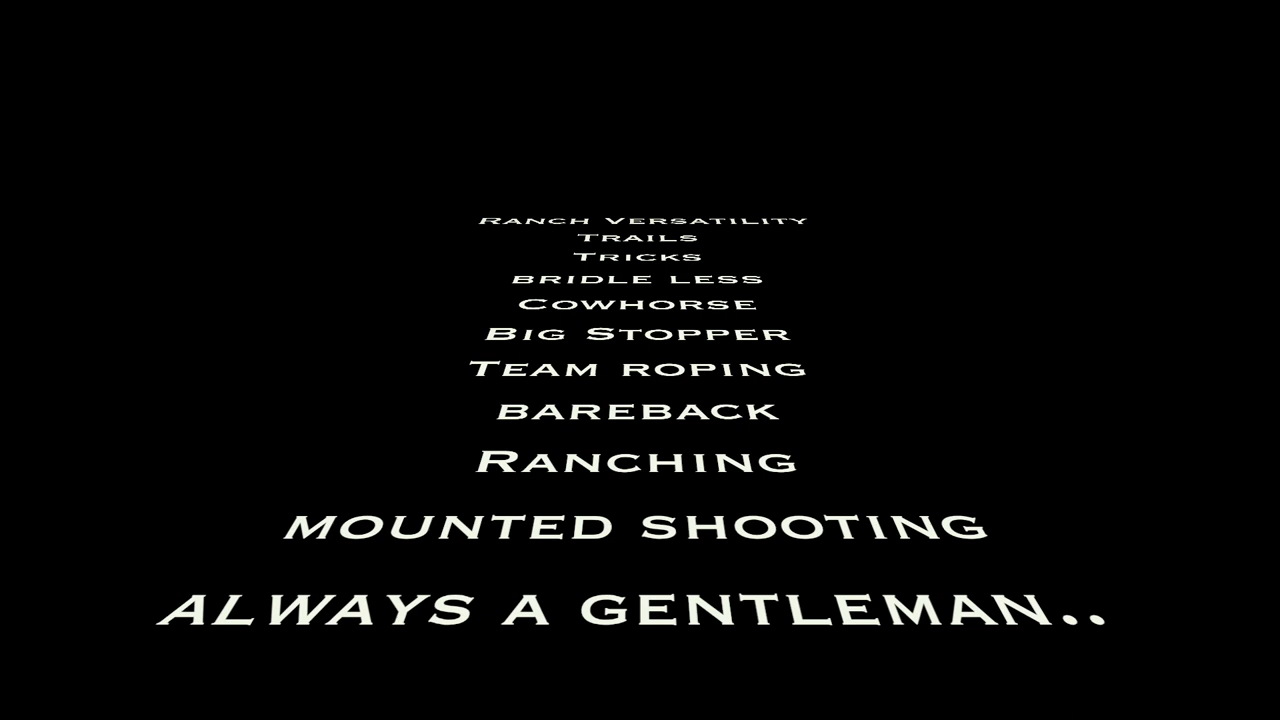 Ranch Versatility
Trails
Tricks
bridle less
Cowhorse
Big Stopper
Team roping
bareback
Ranching
mounted shooting
always a gentleman..